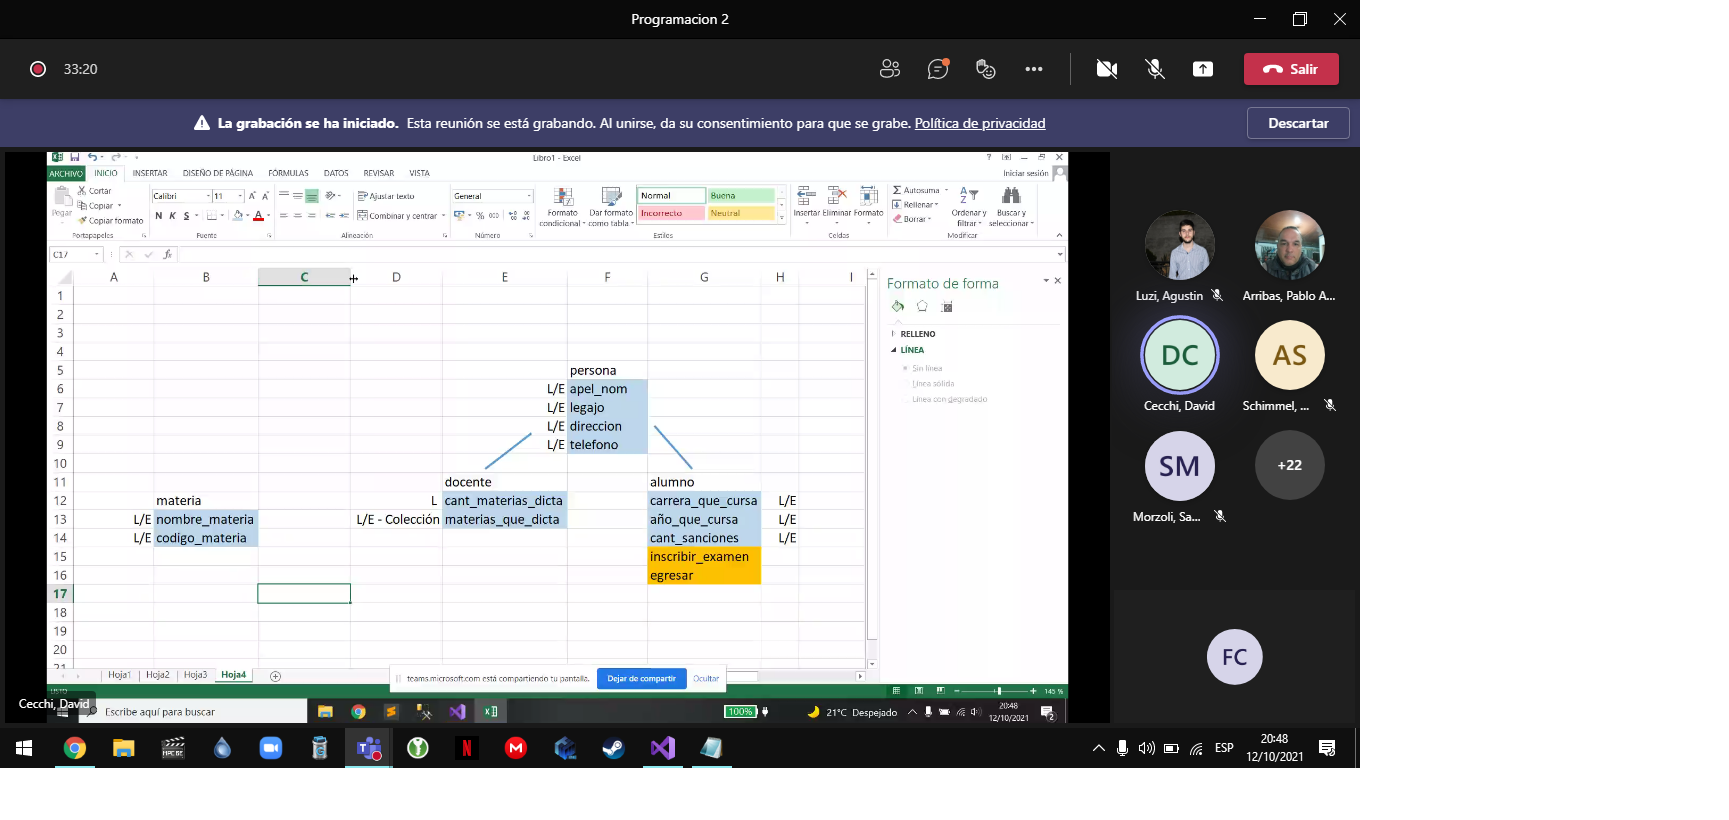 Programacion 2
33:20
Salir
La grabación se ha iniciado. Esta reunión se está grabando. Al unirse, da su consentimiento para que se grabe. Política de privacidad
Descartar
Libro1 - Excel
ARCHIVO INICIO INSERTAR DISEÑO DE PÁGINA FÓRMULAS DATOS REVISAR VISTA
Iniciar sesión
Pegar
Cortar
Copiar
Copiar formato
Portapapeles
Calibri 11
N K S
Fuente
Ajustar texto
Combinar y centrar
Alineación
General
% 000
Número
Formato condicional
Dar formato como tabla
Normal Buena
Incorrecto Neutral
Estilos
Insertar Eliminar Formato
Celdas
Autosuma
Rellenar
Borrar
Ordenar y filtrar
Buscar y seleccionar
Modificar
C17
fx
A B C D E F G H I
1
2
3
4
5 persona
6 L/E apel_nom
7 L/E legajo
8 L/E direccion
9 L/E telefono
10
11 docente alumno
12 materia L cant_materias_dicta carrera_que_cursa L/E
13 L/E nombre_materia L/E - Colección materias_que_dicta año_que_cursa L/E
14 L/E codigo_materia cant_sanciones L/E
15 inscribir_examen
16 egresar
17
18
19
20
21
Formato de forma
RELLENO
LÍNEA
Sin línea
Línea sólida
Línea con degradado
Hoja1 Hoja2 Hoja3 Hoja4
teams.microsoft.com está compartiendo tu pantalla. Dejar de compartir Ocultar
LISTO
145 %
Cecchi, David
Escribe aquí para buscar
100%
21°C Despejado
20:48
12/10/2021
2
Luzi, Agustin
Arribas, Pablo A...
DC
Cecchi, David
AS
Schimmel, ...
SM
Morzoli, Sa...
+22
FC
ESP
20:48
12/10/2021